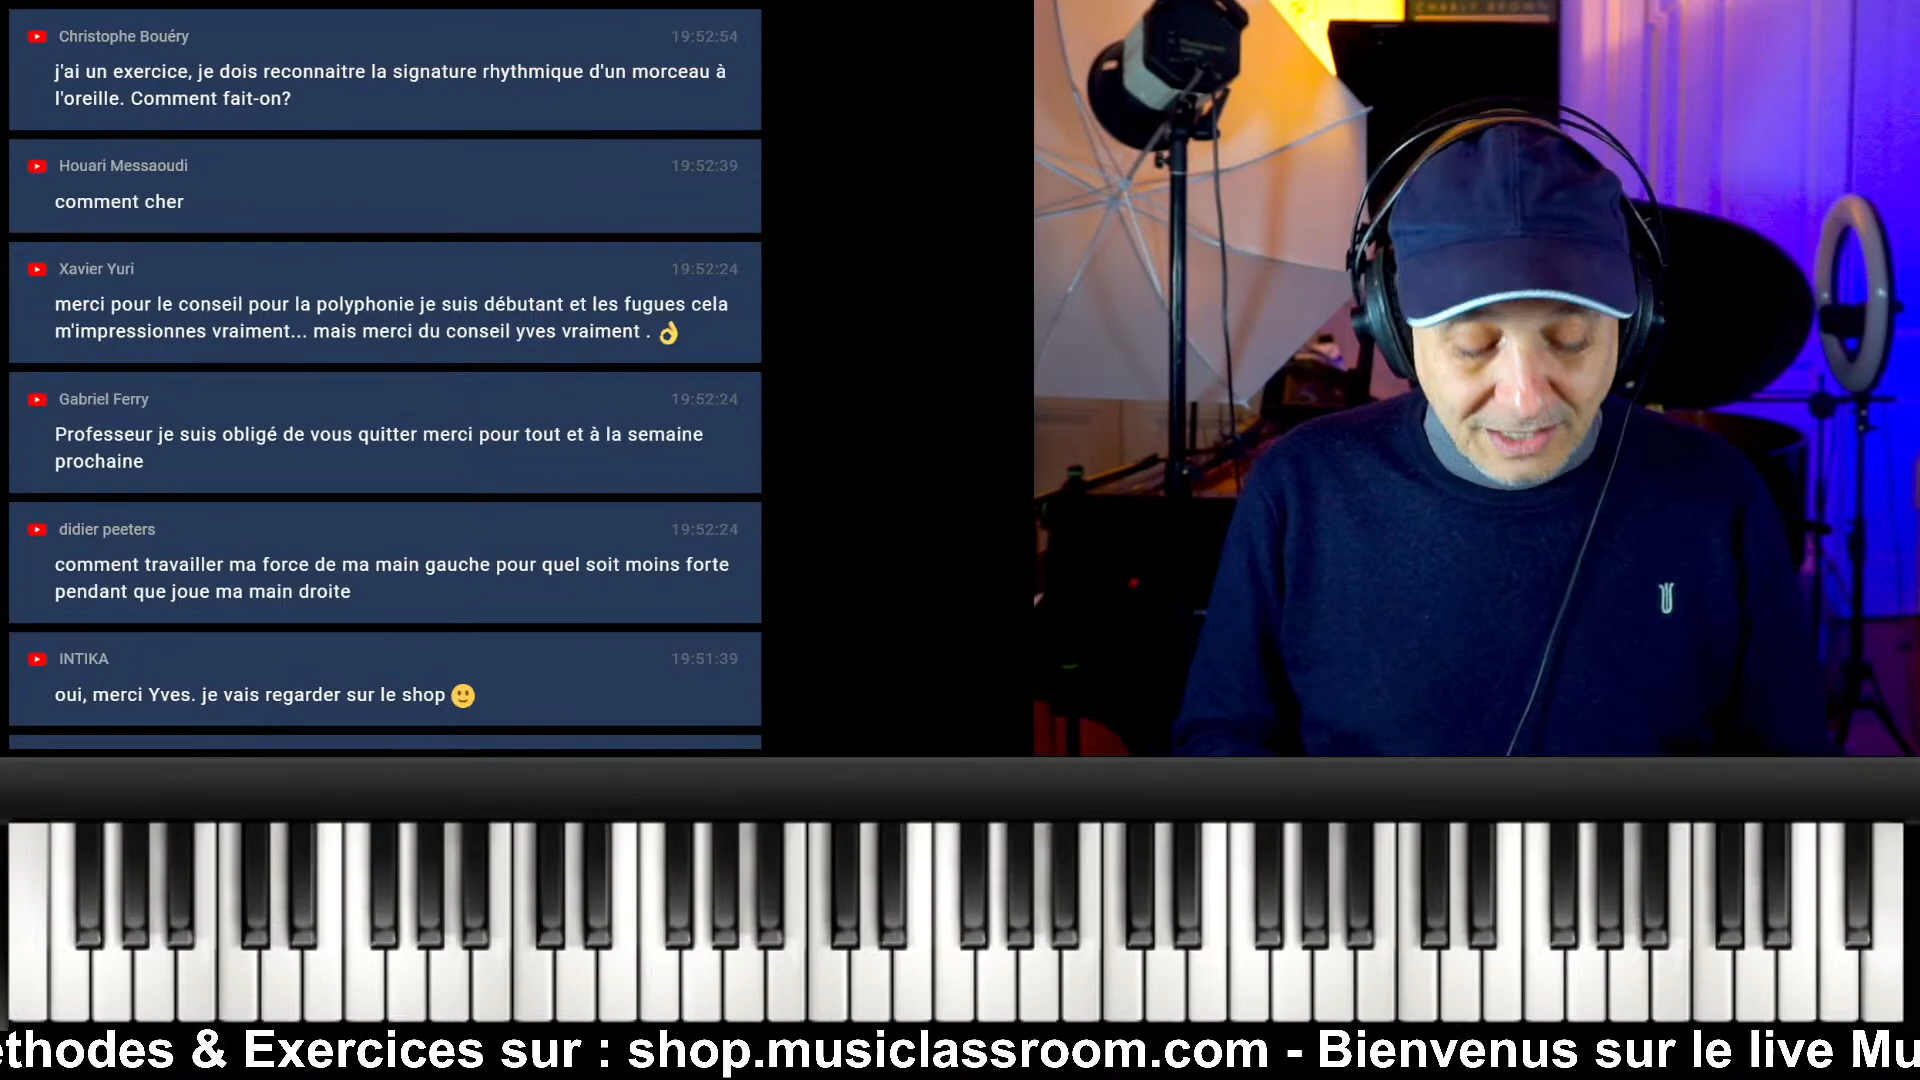 Christophe Bouéry 19:52:54
j'ai un exercice, je dois reconnaitre la signature rhythmique d'un morceau à
l'oreille. Comment fait-on?
Houari Messaoudi 19:52:39
comment cher
Xavier Yuri 19:52:24
merci pour le conseil pour la polyphonie je suis débutant et les fugues cela
m'impressionnes vraiment... mais merci du conseil yves vraiment . 👌
Gabriel Ferry 19:52:24
Professeur je suis obligé de vous quitter merci pour tout et à la semaine
prochaine
didier peeters 19:52:24
comment travailler ma force de ma main gauche pour quel soit moins forte
pendant que joue ma main droite
INTIKA 19:51:39
oui, merci Yves. je vais regarder sur le shop 🙂
CHARLY BROWN
éthodes & Exercices sur : shop.musiclassroom.com - Bienvenus sur le live Mu